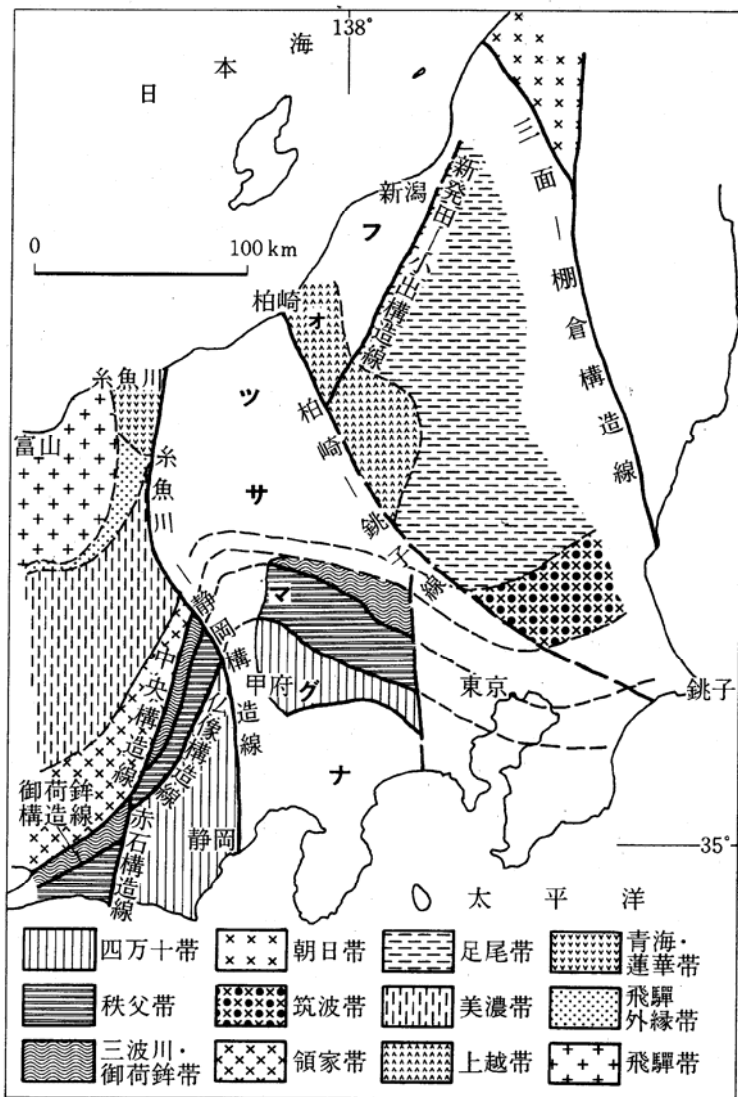 138°
日本海
三面—棚倉構造線
新発田—小出構造線
新潟
フ
0 100 km
柏崎
オ
糸魚川
ツ
柏崎—銚子線
富山
糸魚川—静岡構造線
サ
マ
中央構造線
甲府
グ
東京
銚子
仏像構造線
ナ
御荷鉾
構造線
赤石構造線
静岡
35°
太平洋
四万十帯
朝日帯
足尾帯
青海・
蓮華帯
秩父帯
筑波帯
美濃帯
飛驒
外縁帯
三波川・
御荷鉾帯
領家帯
上越帯
飛驒帯